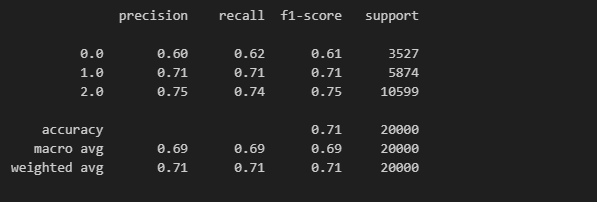 precision recall f1-score support
0.0 0.60 0.62 0.61 3527
1.0 0.71 0.71 0.71 5874
2.0 0.75 0.74 0.75 10599
accuracy 0.71 20000
macro avg 0.69 0.69 0.69 20000
weighted avg 0.71 0.71 0.71 20000